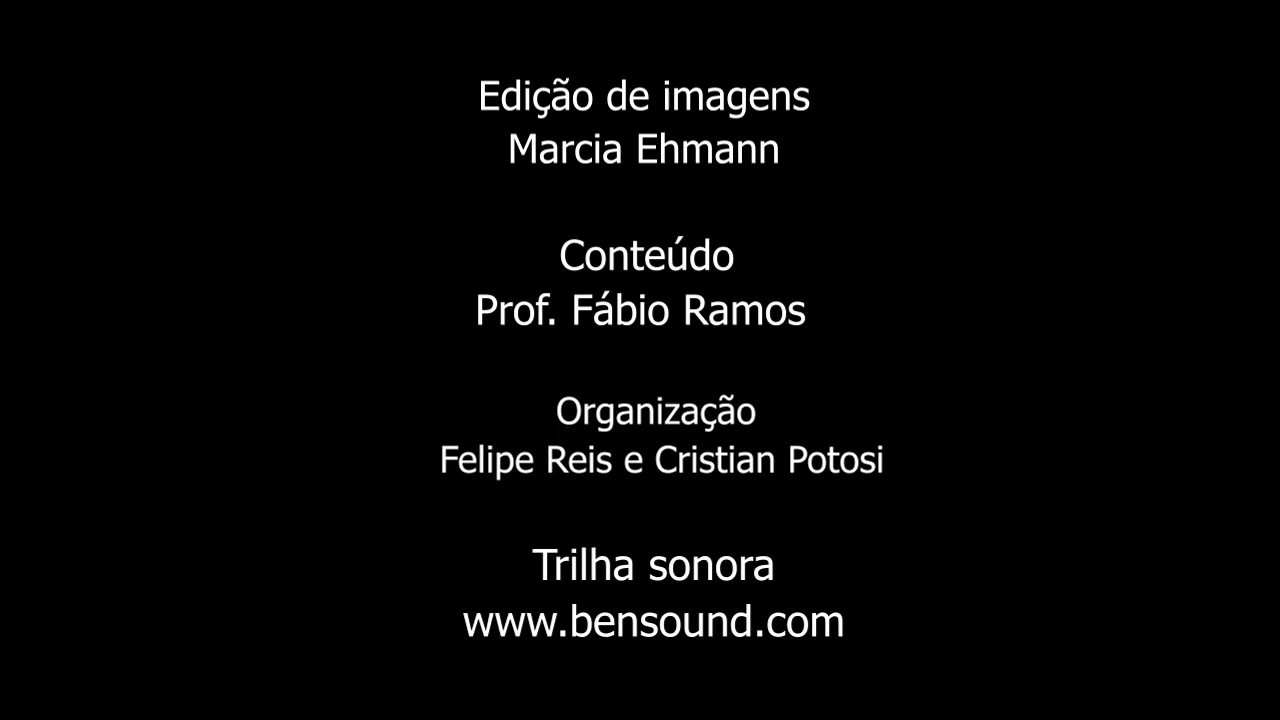 Edição de imagens
Marcia Ehmann
Conteúdo
Prof. Fábio Ramos
Organização
Felipe Reis e Cristian Potosi
Trilha sonora
www.bensound.com